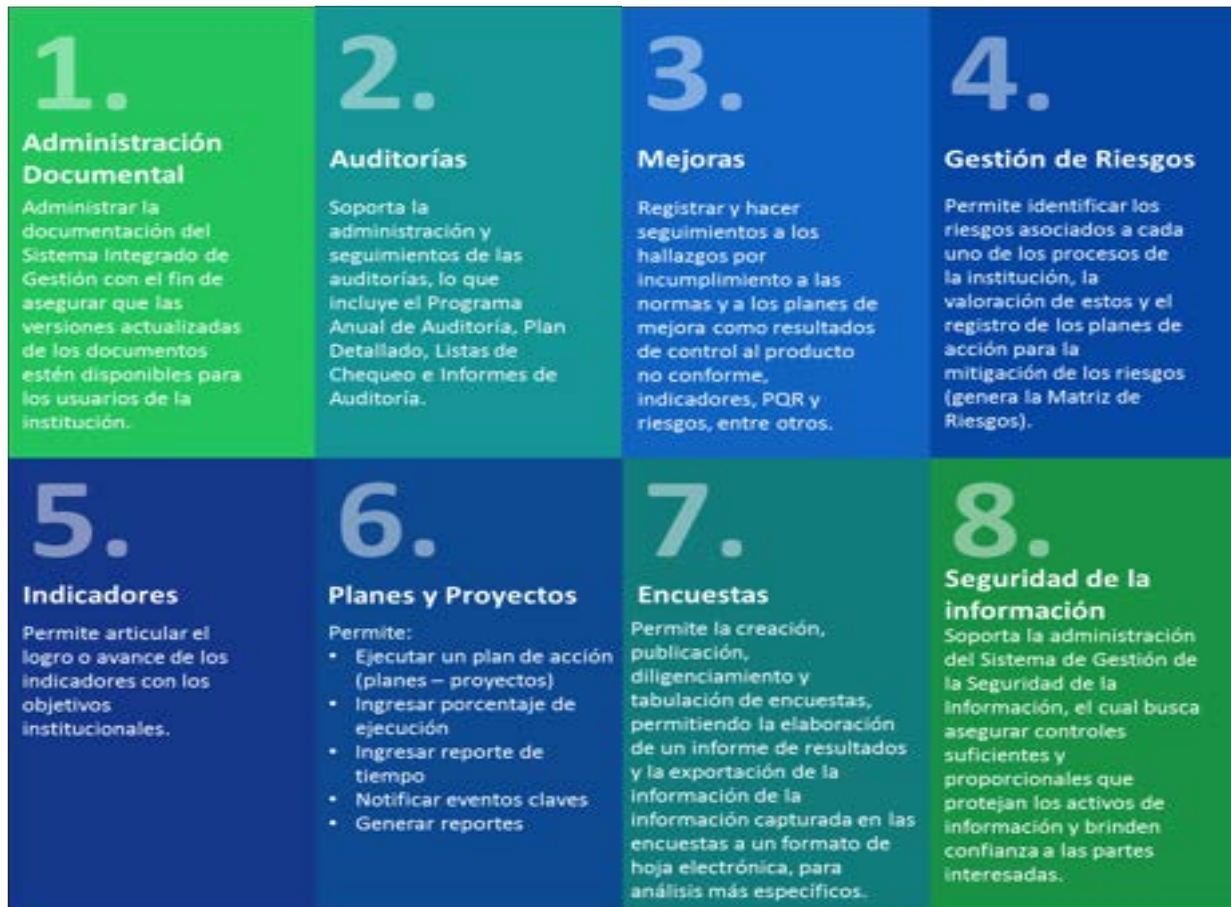 1.
Administración
Documental
Administrar la
documentación del
Sistema Integrado de
Gestión con el fin de
asegurar que las
versiones actualizadas
de los documentos
estén disponibles para
los usuarios de la
institución.
2.
Auditorías
Soporta la
administración y
seguimientos de las
auditorías, lo que
incluye el Programa
Anual de Auditoría, Plan
Detallado, Listas de
Chequeo e Informes de
Auditoría.
3.
Mejoras
Registrar y hacer
seguimientos a los
hallazgos por
incumplimiento a las
normas y a los planes de
mejora como resultados
de control al producto
no conforme,
indicadores, PQR y
riesgos, entre otros.
4.
Gestión de Riesgos
Permite identificar los
riesgos asociados a cada
uno de los procesos de
la institución, la
valoración de estos y el
registro de los planes de
acción para la
mitigación de los riesgos
(genera la Matriz de
Riesgos).
5.
Indicadores
Permite articular el
logro o avance de los
indicadores con los
objetivos
institucionales.
6.
Planes y Proyectos
Permite:
• Ejecutar un plan de acción
(planes – proyectos)
• Ingresar porcentaje de
ejecución
• Ingresar reporte de
tiempo
• Notificar eventos claves
• Generar reportes
7.
Encuestas
Permite la creación,
publicación,
diligenciamiento y
tabulación de encuestas,
permitiendo la elaboración
de un informe de resultados
y la exportación de la
información de la
información capturada en las
encuestas a un formato de
hoja electrónica, para
análisis más específicos.
8.
Seguridad de la
información
Soporta la administración
del Sistema de Gestión de
la Seguridad de la
Información, el cual busca
asegurar controles
suficientes y
proporcionales que
protejan los activos de
información y brinden
confianza a las partes
interesadas.